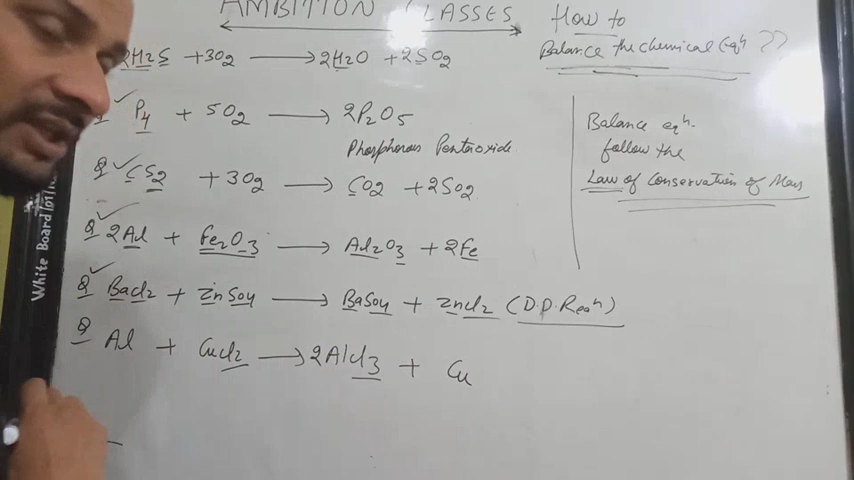 AMBITION CLASSES
How to
Balance the chemical Eqn ??
2H2S + 3O2 ⟶ 2H2O + 2SO2
Q ✓ P4 + 5O2 ⟶ 2P2O5
Phosphorous Pentaoxide
Q ✓ CS2 + 3O2 ⟶ CO2 + 2SO2
Q ✓ 2Al + Fe2O3 ⟶ Al2O3 + 2Fe
Q ✓ BaCl2 + ZnSO4 ⟶ BaSO4 + ZnCl2 (D.D.Reacn)
Q Al + CuCl2 ⟶ 2AlCl3 + Cu
Balance eqn.
follow the
Law of Conservation of Mass
White Board